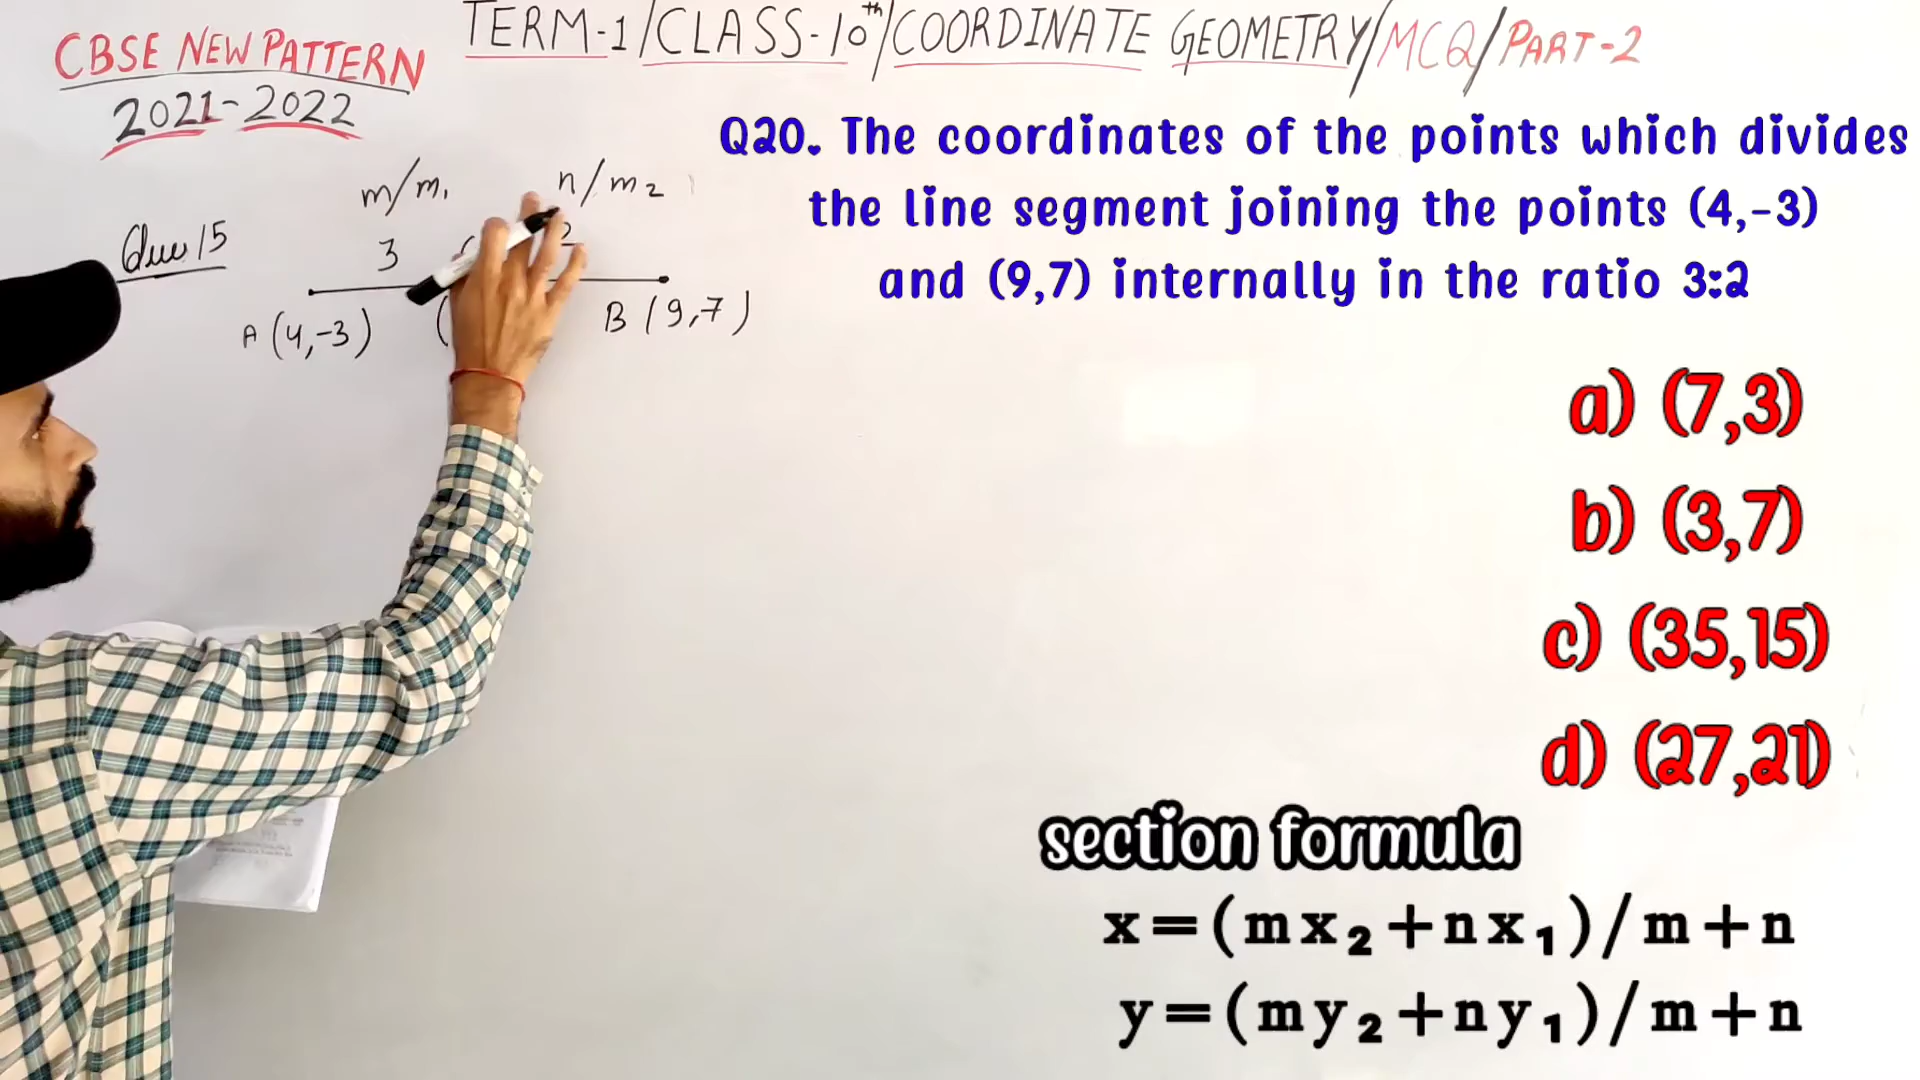 CBSE NEW PATTERN
2021-2022
TERM-1/CLASS-10th/COORDINATE GEOMETRY/MCQ/PART-2
Q20. The coordinates of the points which divides
the line segment joining the points (4,-3)
and (9,7) internally in the ratio 3:2
m/m₁ n/m₂
Que 15
3 2
A (4,-3) ( B (9,7)
a) (7,3)
b) (3,7)
c) (35,15)
d) (27,21)
section formula
x=(mx₂+nx₁)/m+n
y=(my₂+ny₁)/m+n